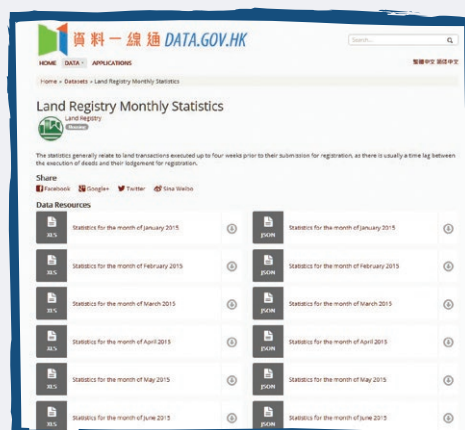 資料一線通 DATA.GOV.HK
Search...
HOME DATA APPLICATIONS
繁體中文 简体中文
Home » Datasets » Land Registry Monthly Statistics
Land Registry Monthly Statistics
Land Registry
Housing
The statistics generally relate to land transactions executed up to four weeks prior to their submission for registration, as there is usually a time lag between
the execution of deeds and their lodgement for registration.
Share
Facebook Google+ Twitter Sina Weibo
Data Resources
XLS Statistics for the month of January 2015
JSON Statistics for the month of January 2015
XLS Statistics for the month of February 2015
JSON Statistics for the month of February 2015
XLS Statistics for the month of March 2015
JSON Statistics for the month of March 2015
XLS Statistics for the month of April 2015
JSON Statistics for the month of April 2015
XLS Statistics for the month of May 2015
JSON Statistics for the month of May 2015
XLS Statistics for the month of June 2015
JSON Statistics for the month of June 2015